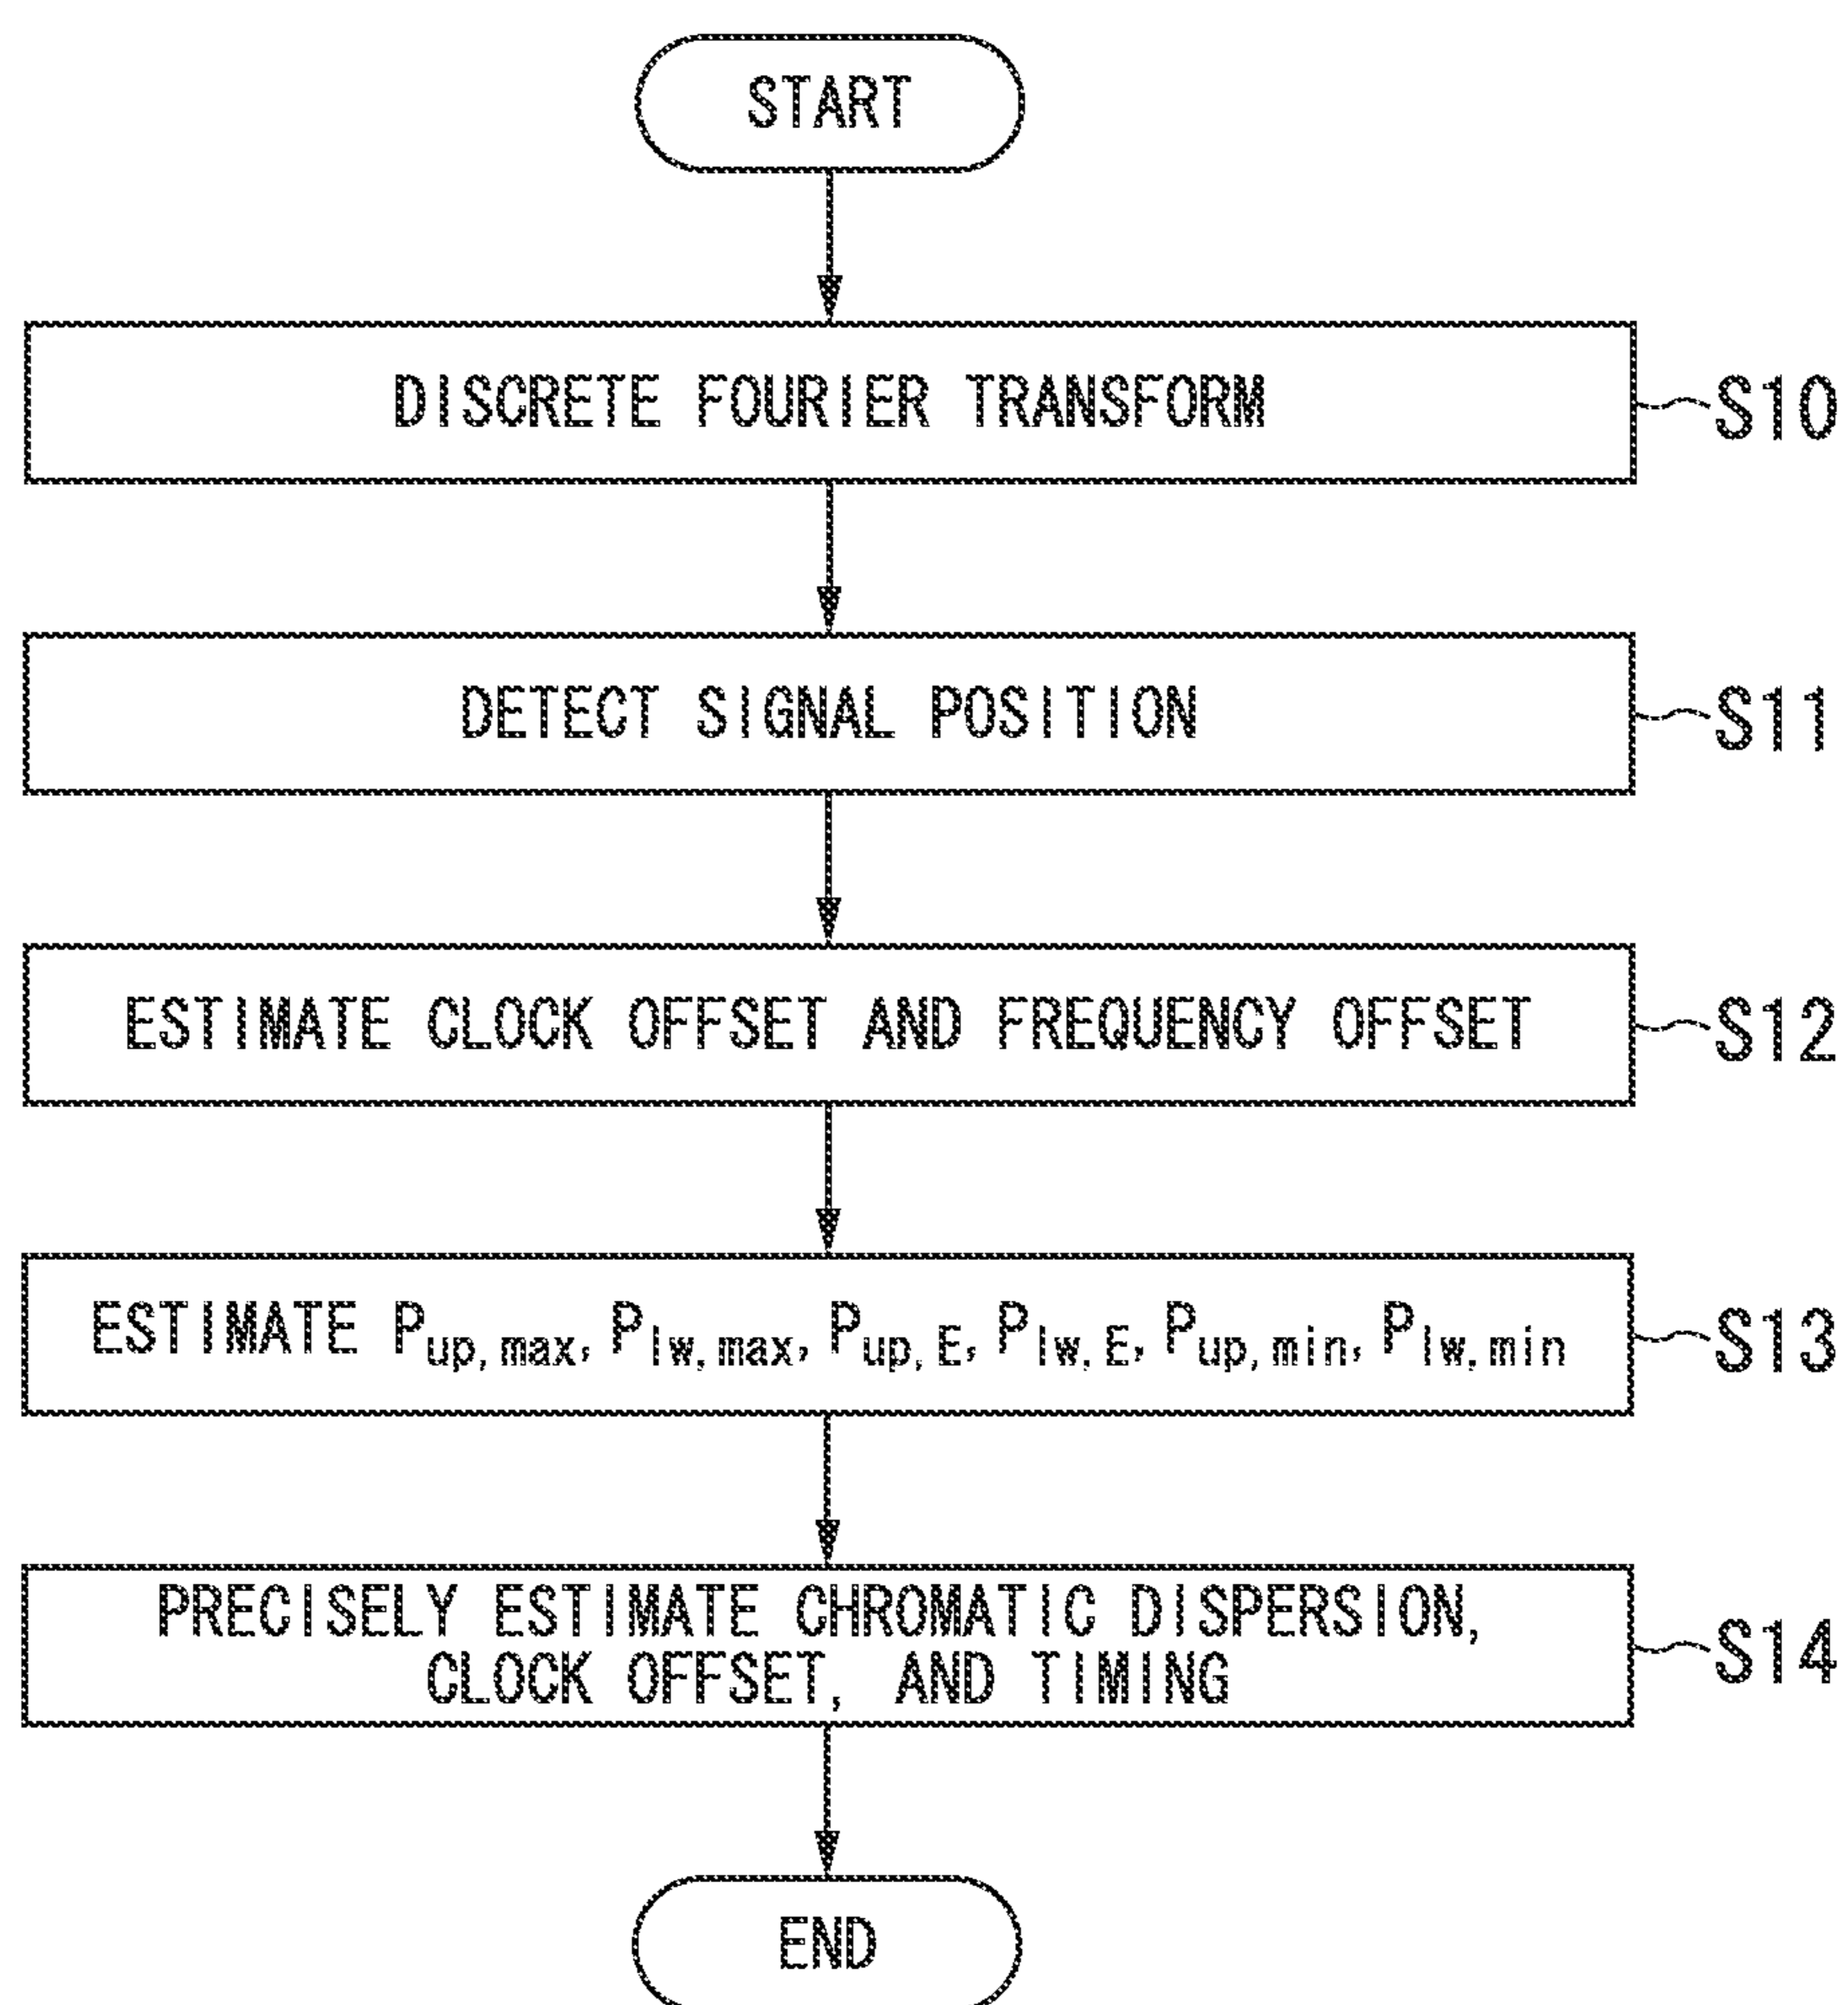 START
DISCRETE FOURIER TRANSFORM
S10
DETECT SIGNAL POSITION
S11
ESTIMATE CLOCK OFFSET AND FREQUENCY OFFSET
S12
ESTIMATE Pup,max, Plw,max, Pup,E, Plw,E, Pup,min, Plw,min
S13
PRECISELY ESTIMATE CHROMATIC DISPERSION,
CLOCK OFFSET, AND TIMING
S14
END